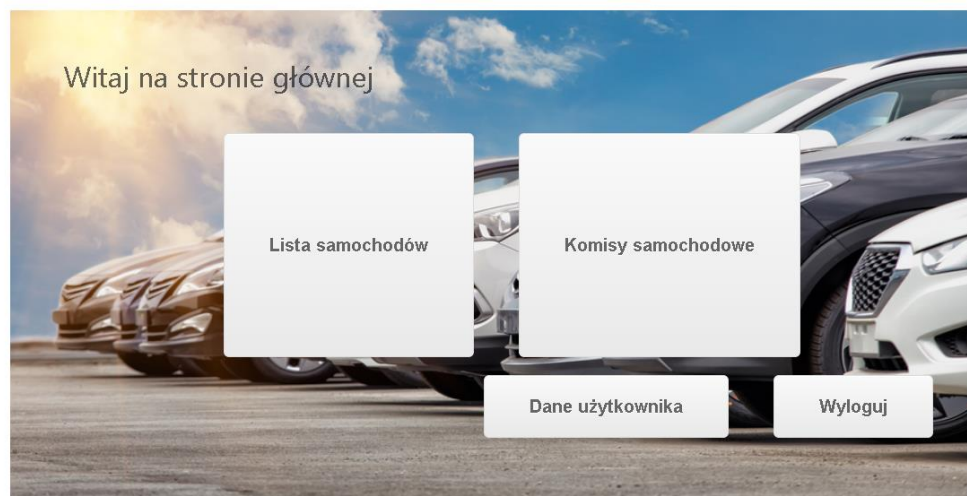 Witaj na stronie głównej
Lista samochodów
Komisy samochodowe
Dane użytkownika
Wyloguj